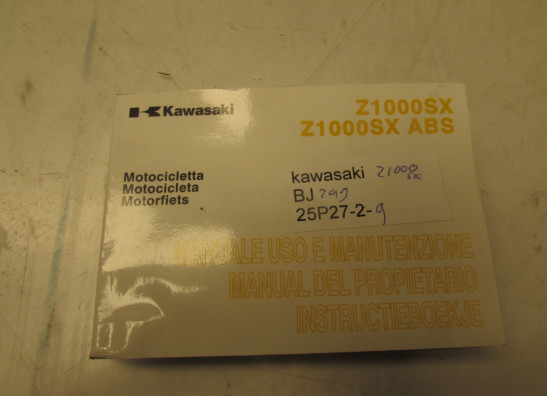 Kawasaki
Z1000SX
Z1000SX ABS
Motocicletta
Motocicleta
Motorfiets
kawasaki Z1000
BJ
25P27-2-9
MANUALE USO E MANUTENZIONE
MANUAL DEL PROPIETARIO
INSTRUCTIEBOEKJE